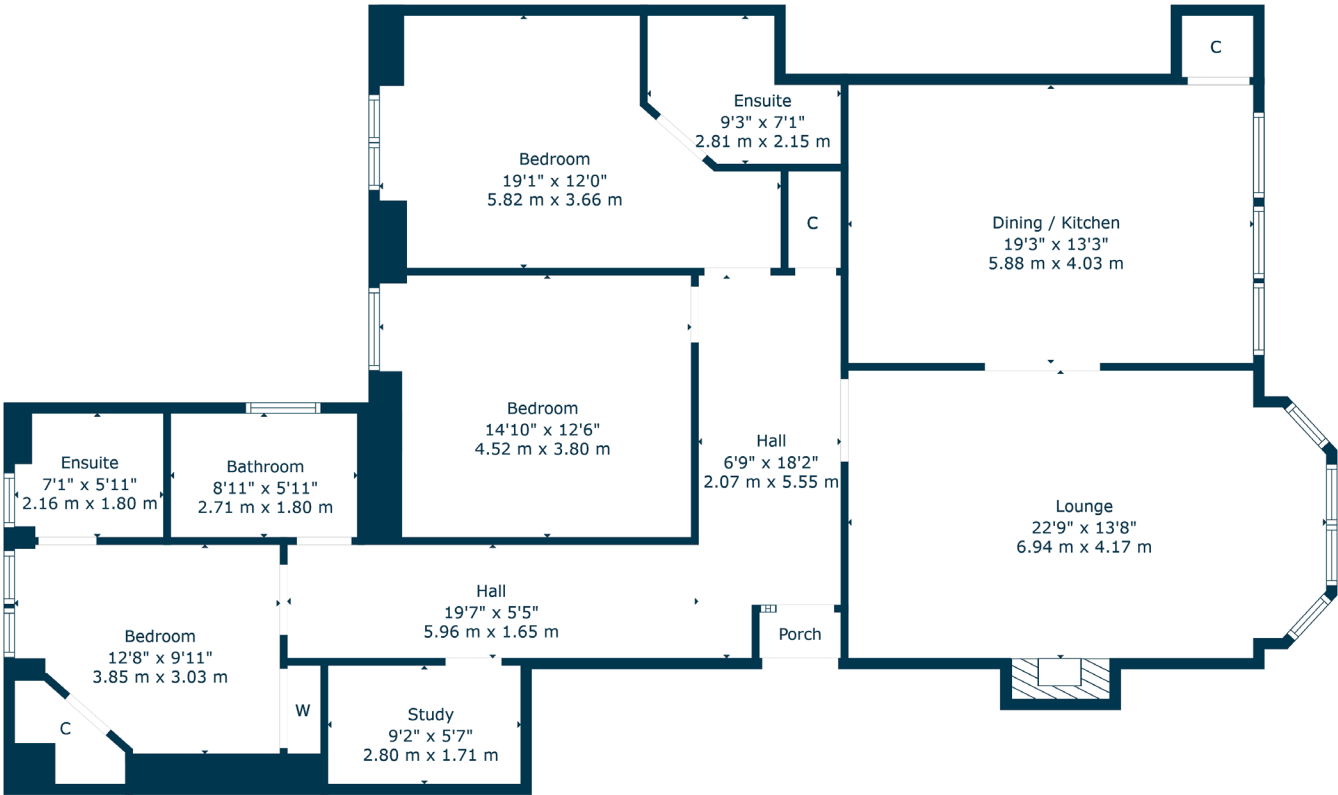 C
Ensuite
9'3" x 7'1"
2.81 m x 2.15 m
Bedroom
19'1" x 12'0"
5.82 m x 3.66 m
C
Dining / Kitchen
19'3" x 13'3"
5.88 m x 4.03 m
Bedroom
14'10" x 12'6"
4.52 m x 3.80 m
Hall
6'9" x 18'2"
2.07 m x 5.55 m
Ensuite
7'1" x 5'11"
2.16 m x 1.80 m
Bathroom
8'11" x 5'11"
2.71 m x 1.80 m
Lounge
22'9" x 13'8"
6.94 m x 4.17 m
Hall
19'7" x 5'5"
5.96 m x 1.65 m
Porch
Bedroom
12'8" x 9'11"
3.85 m x 3.03 m
W
C
Study
9'2" x 5'7"
2.80 m x 1.71 m